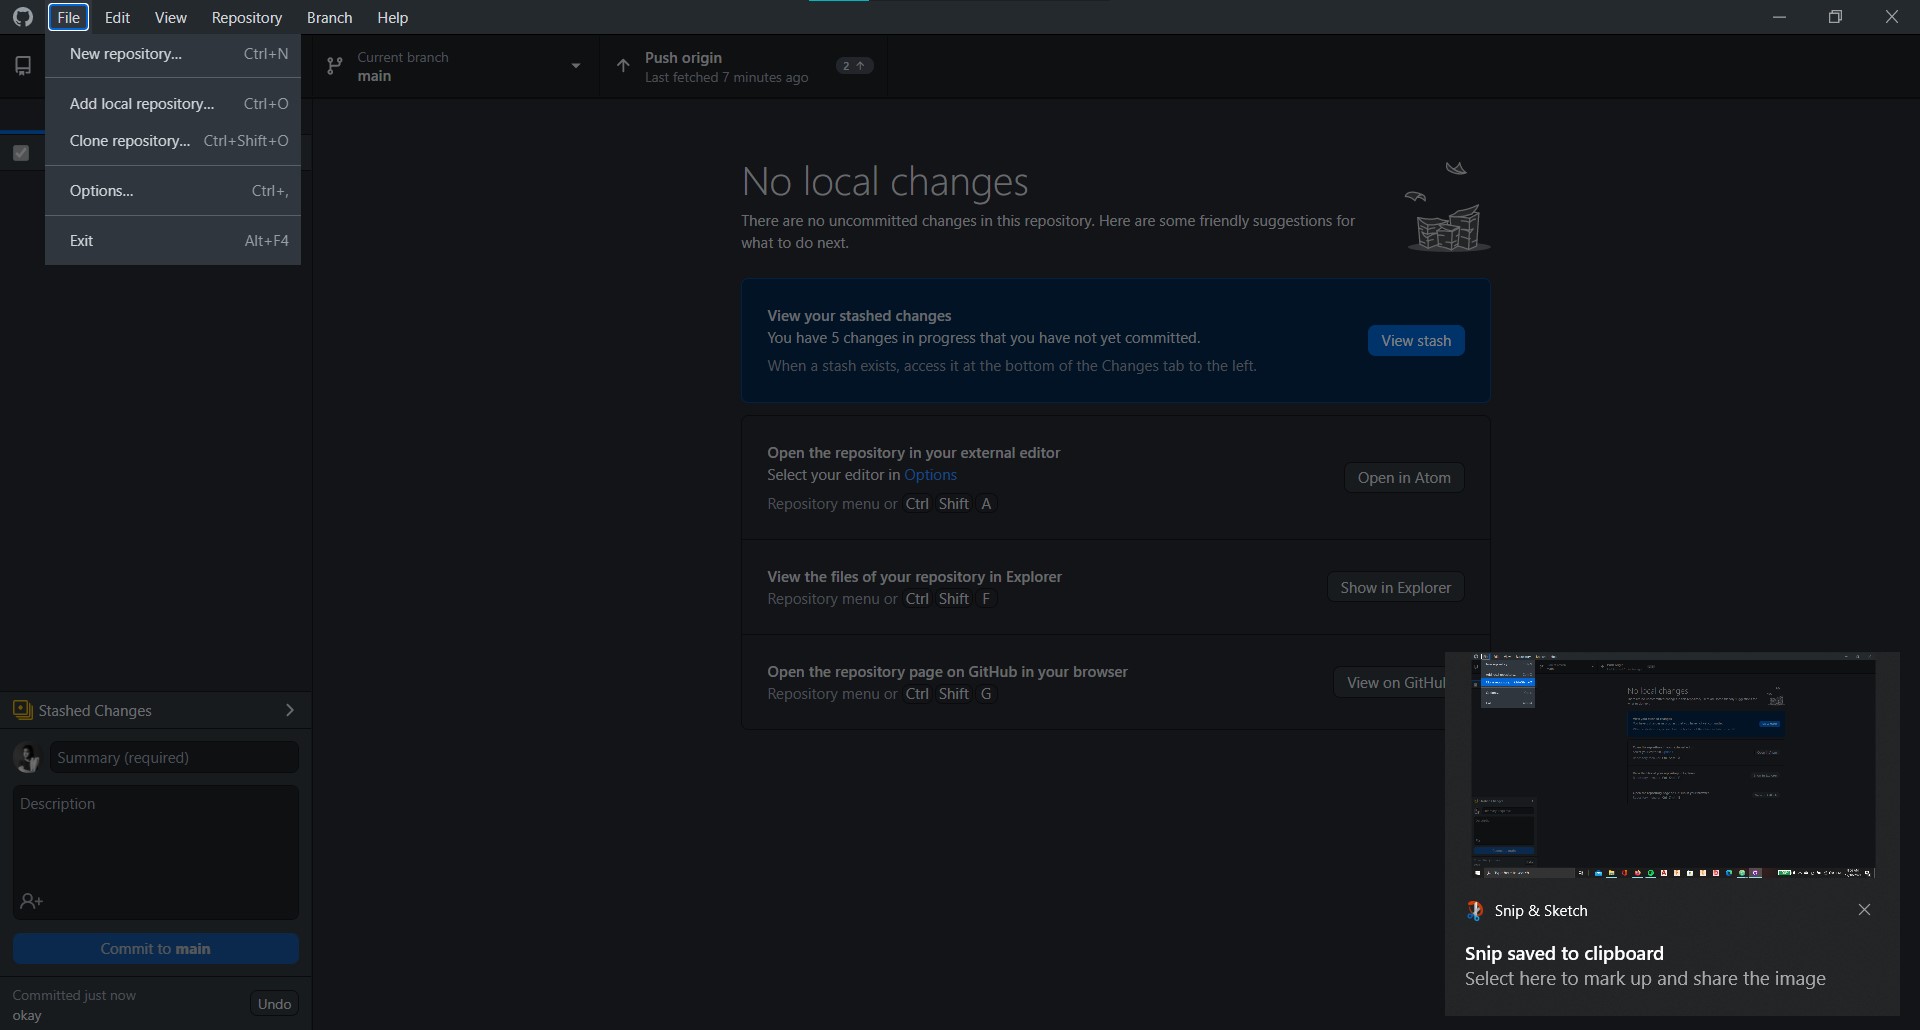 File Edit View Repository Branch Help
New repository... Ctrl+N
Add local repository... Ctrl+O
Clone repository... Ctrl+Shift+O
Options... Ctrl+,
Exit Alt+F4
Current branch
main
Push origin
Last fetched 7 minutes ago
2
No local changes
There are no uncommitted changes in this repository. Here are some friendly suggestions for
what to do next.
View your stashed changes
You have 5 changes in progress that you have not yet committed.
When a stash exists, access it at the bottom of the Changes tab to the left.
View stash
Open the repository in your external editor
Select your editor in Options
Repository menu or Ctrl Shift A
Open in Atom
View the files of your repository in Explorer
Repository menu or Ctrl Shift F
Show in Explorer
Open the repository page on GitHub in your browser
Repository menu or Ctrl Shift G
View on GitHub
Stashed Changes
Summary (required)
Description
Commit to main
Committed just now
okay
Undo
No local changes
Snip & Sketch
Snip saved to clipboard
Select here to mark up and share the image